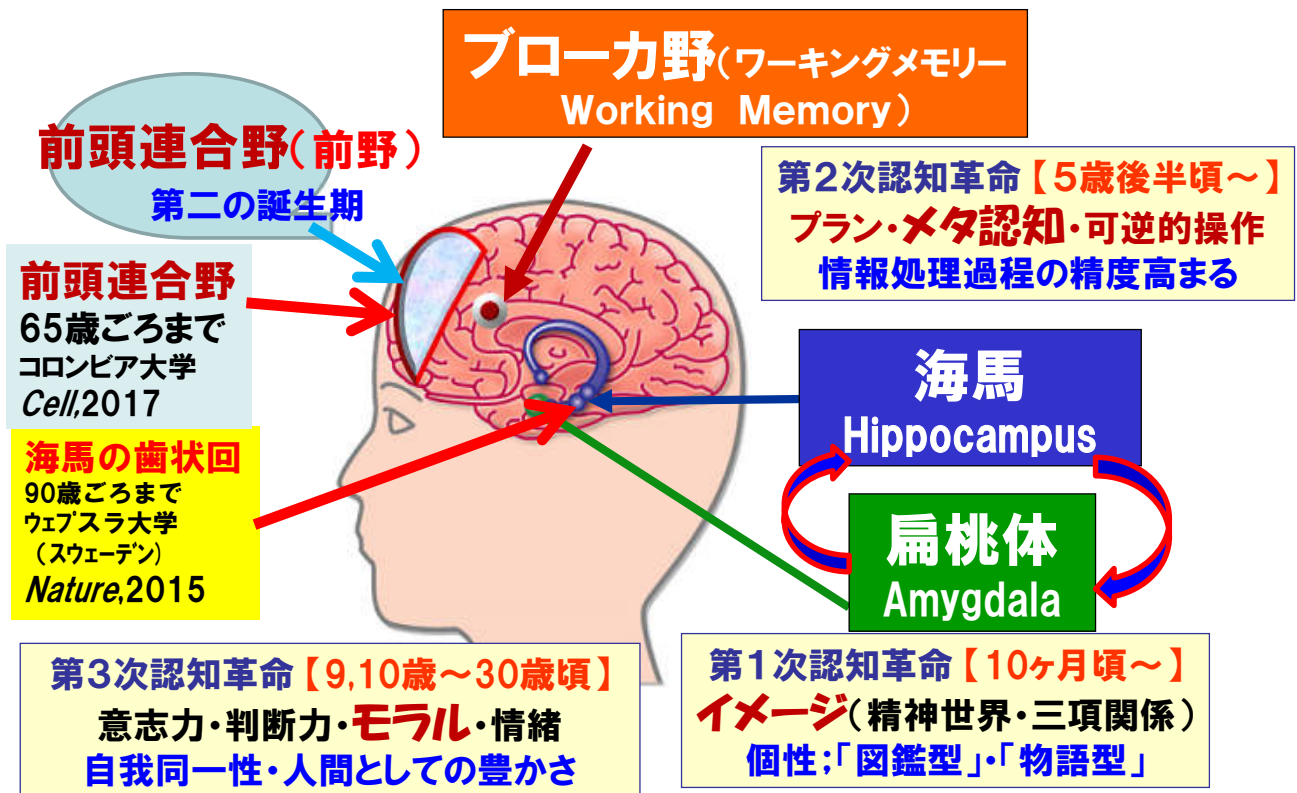 ブローカ野(ワーキングメモリー
Working Memory)
前頭連合野(前野)
第二の誕生期
前頭連合野
65歳ごろまで
コロンビア大学
Cell,2017
海馬の歯状回
90歳ごろまで
ウェプスラ大学
(スウェーデン)
Nature,2015
第2次認知革命【5歳後半頃~】
プラン・メタ認知・可逆的操作
情報処理過程の精度高まる
海馬
Hippocampus
扁桃体
Amygdala
第3次認知革命【9,10歳~30歳頃】
意志力・判断力・モラル・情緒
自我同一性・人間としての豊かさ
第1次認知革命【10ヶ月頃~】
イメージ(精神世界・三項関係)
個性;「図鑑型」・「物語型」